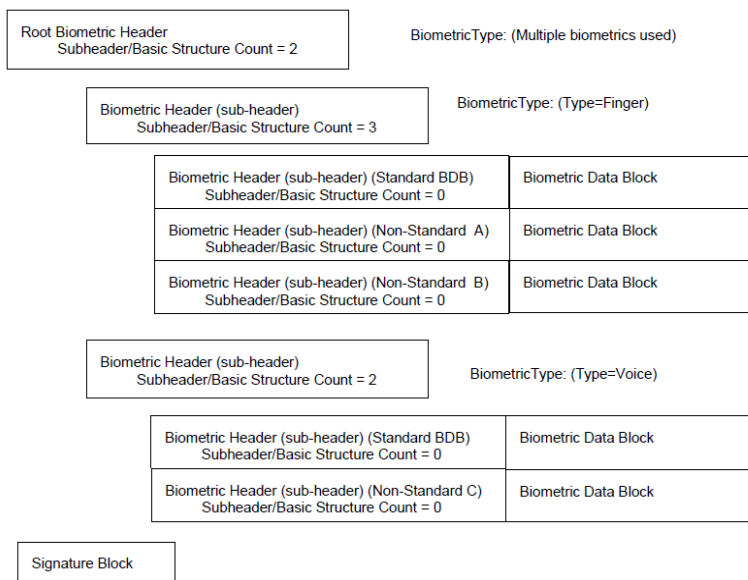 Root Biometric Header
Subheader/Basic Structure Count = 2
BiometricType: (Multiple biometrics used)
Biometric Header (sub-header)
Subheader/Basic Structure Count = 3
BiometricType: (Type=Finger)
Biometric Header (sub-header) (Standard BDB)
Subheader/Basic Structure Count = 0
Biometric Data Block
Biometric Header (sub-header) (Non-Standard A)
Subheader/Basic Structure Count = 0
Biometric Data Block
Biometric Header (sub-header) (Non-Standard B)
Subheader/Basic Structure Count = 0
Biometric Data Block
Biometric Header (sub-header)
Subheader/Basic Structure Count = 2
BiometricType: (Type=Voice)
Biometric Header (sub-header) (Standard BDB)
Subheader/Basic Structure Count = 0
Biometric Data Block
Biometric Header (sub-header) (Non-Standard C)
Subheader/Basic Structure Count = 0
Biometric Data Block
Signature Block